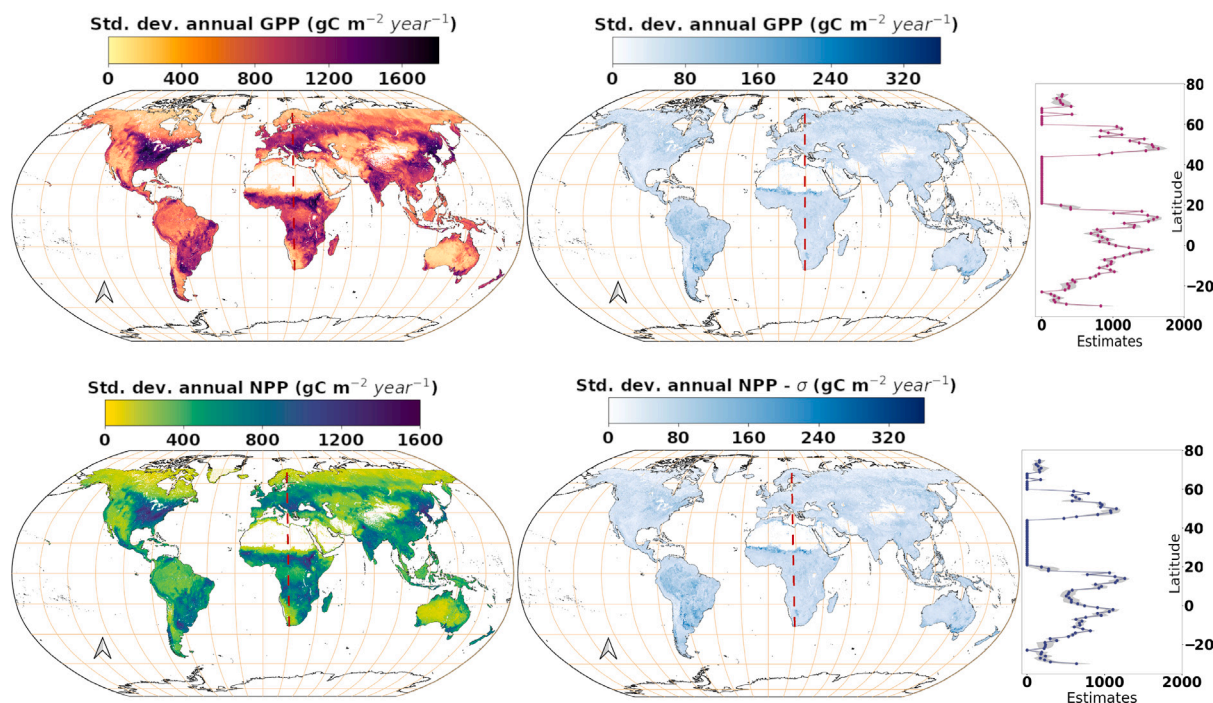 Std. dev. annual GPP (gC m⁻² year⁻¹)
0 400 800 1200 1600
Std. dev. annual GPP (gC m⁻² year⁻¹)
0 80 160 240 320
80
60
40
20
0
−20
Latitude
0 1000 2000
Estimates
Std. dev. annual NPP (gC m⁻² year⁻¹)
0 400 800 1200 1600
Std. dev. annual NPP - σ (gC m⁻² year⁻¹)
0 80 160 240 320
80
60
40
20
0
−20
Latitude
0 1000 2000
Estimates